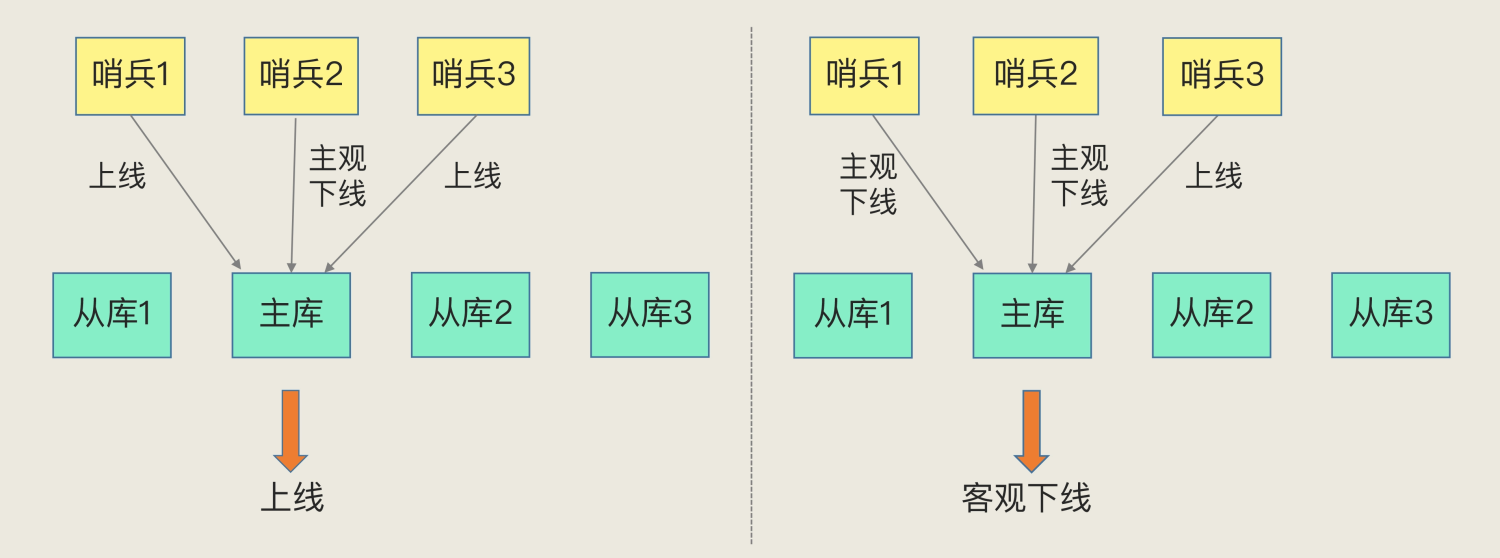 哨兵1
哨兵2
哨兵3
上线
主观
下线
上线
从库1
主库
从库2
从库3
上线
哨兵1
哨兵2
哨兵3
主观
下线
主观
下线
上线
从库1
主库
从库2
从库3
客观下线